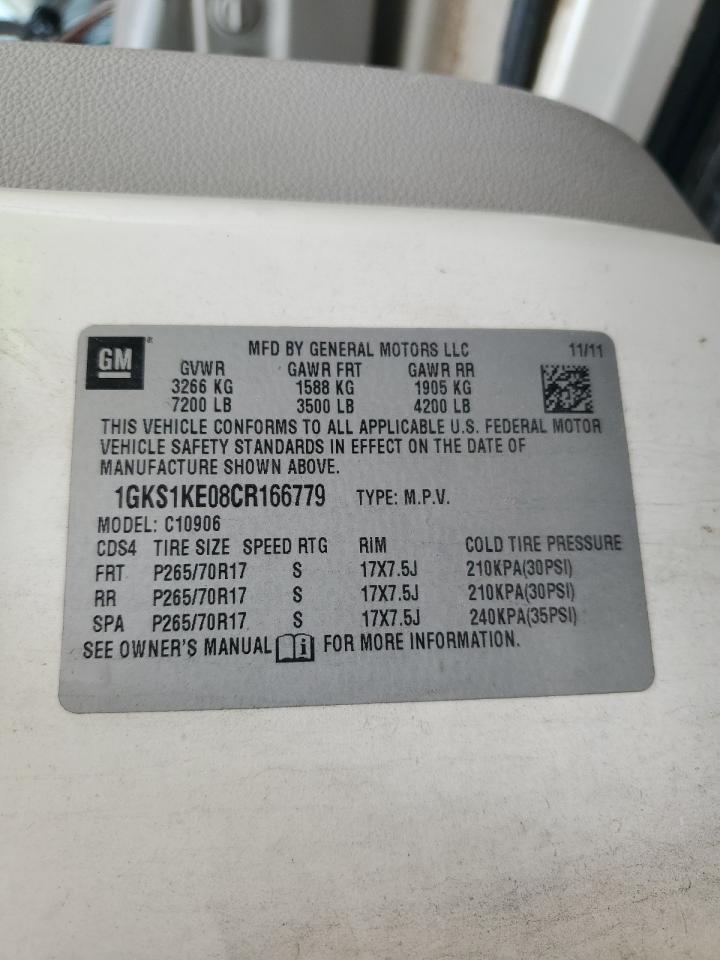 GM ®
MFD BY GENERAL MOTORS LLC 11/11
GVWR GAWR FRT GAWR RR
3266 KG 1588 KG 1905 KG
7200 LB 3500 LB 4200 LB
THIS VEHICLE CONFORMS TO ALL APPLICABLE U.S. FEDERAL MOTOR
VEHICLE SAFETY STANDARDS IN EFFECT ON THE DATE OF
MANUFACTURE SHOWN ABOVE.
1GKS1KE08CR166779 TYPE: M.P.V.
MODEL: C10906
CDS4 TIRE SIZE SPEED RTG RIM COLD TIRE PRESSURE
FRT P265/70R17 S 17X7.5J 210KPA(30PSI)
RR P265/70R17 S 17X7.5J 210KPA(30PSI)
SPA P265/70R17 S 17X7.5J 240KPA(35PSI)
SEE OWNER'S MANUAL i FOR MORE INFORMATION.